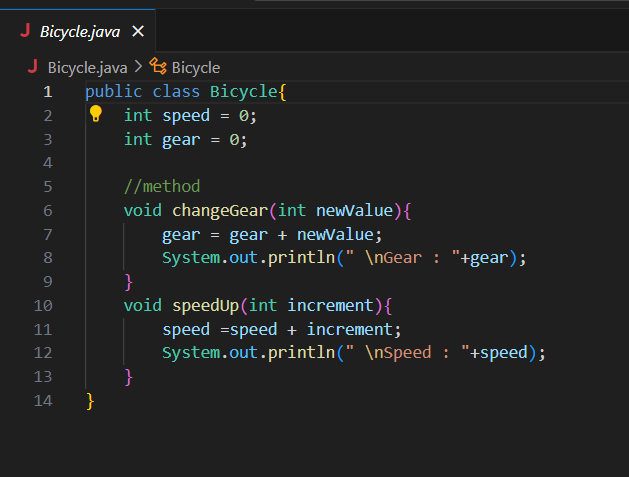 J Bicycle.java ×
J Bicycle.java > Bicycle
1 public class Bicycle{
2     int speed = 0;
3     int gear = 0;
4
5     //method
6     void changeGear(int newValue){
7         gear = gear + newValue;
8         System.out.println(" \nGear : "+gear);
9     }
10     void speedUp(int increment){
11         speed =speed + increment;
12         System.out.println(" \nSpeed : "+speed);
13     }
14 }